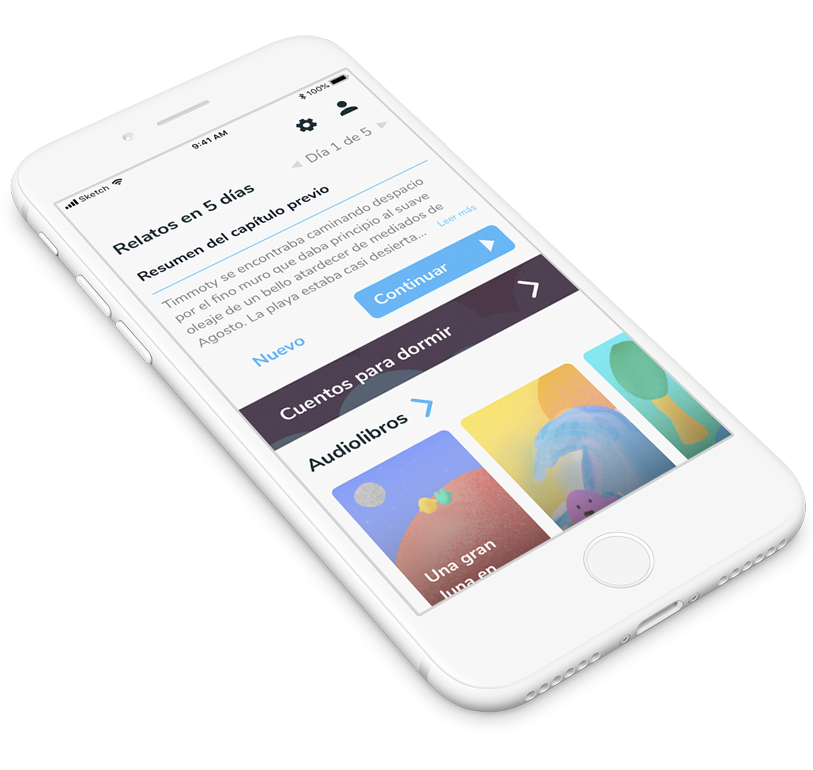 Sketch
9:41 AM
100%
Relatos en 5 días
Día 1 de 5
Resumen del capítulo previo
Timmoty se encontraba caminando despacio
por el fino muro que daba principio al suave
oleaje de un bello atardecer de mediados de
Agosto. La playa estaba casi desierta...
Leer más
Nuevo
Continuar
Cuentos para dormir
Audiolibros
Una gran
luna en